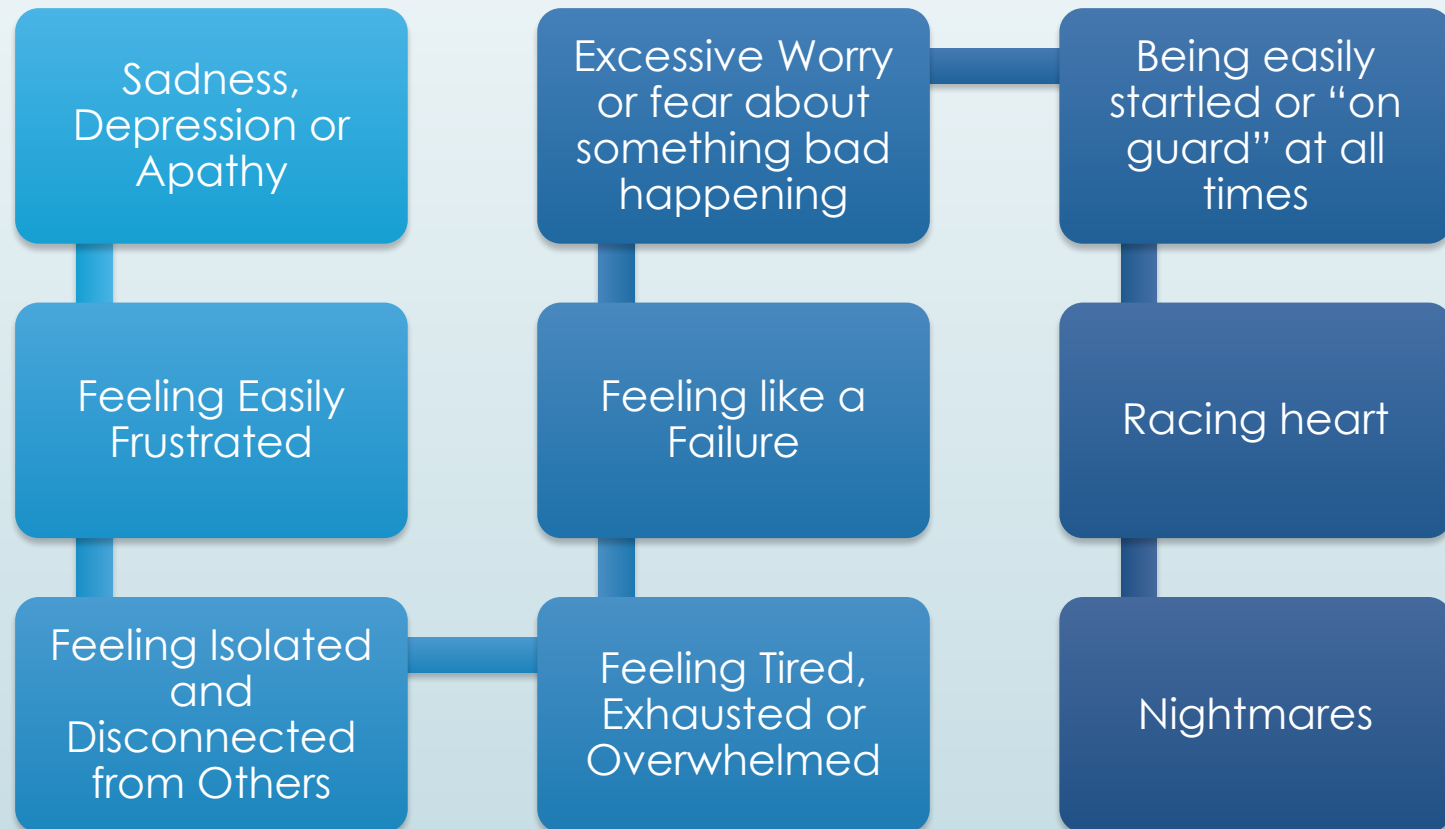 Sadness,
Depression or
Apathy
Feeling Easily
Frustrated
Feeling Isolated
and
Disconnected
from Others
Feeling Tired,
Exhausted or
Overwhelmed
Feeling like a
Failure
Excessive Worry
or fear about
something bad
happening
Being easily
startled or “on
guard” at all
times
Racing heart
Nightmares